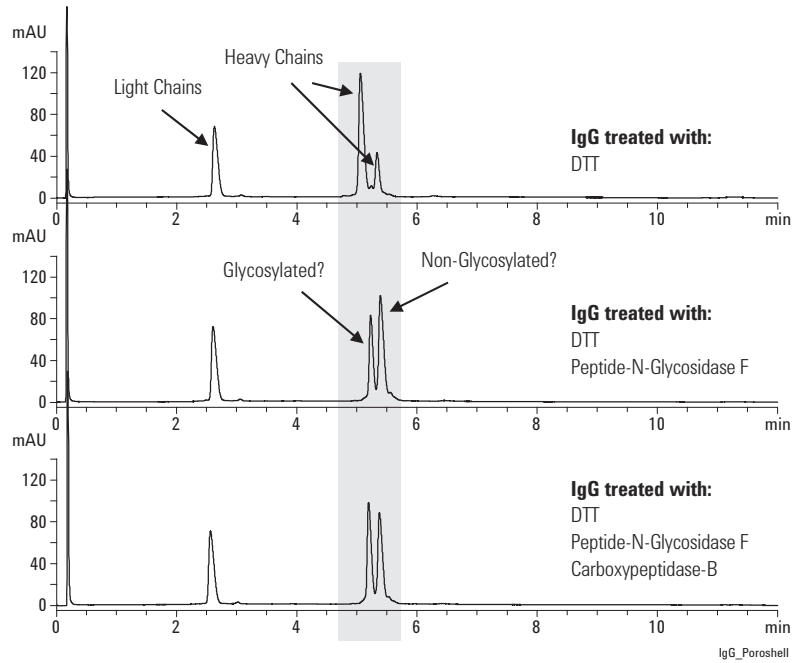 mAU
120
80
40
0
Light Chains
Heavy Chains
IgG treated with:
DTT
0 2 4 6 8 10 min
mAU
120
80
40
0
Glycosylated?
Non-Glycosylated?
IgG treated with:
DTT
Peptide-N-Glycosidase F
0 2 4 6 8 10 min
mAU
120
80
40
0
IgG treated with:
DTT
Peptide-N-Glycosidase F
Carboxypeptidase-B
0 2 4 6 8 10 min
IgG_Poroshell